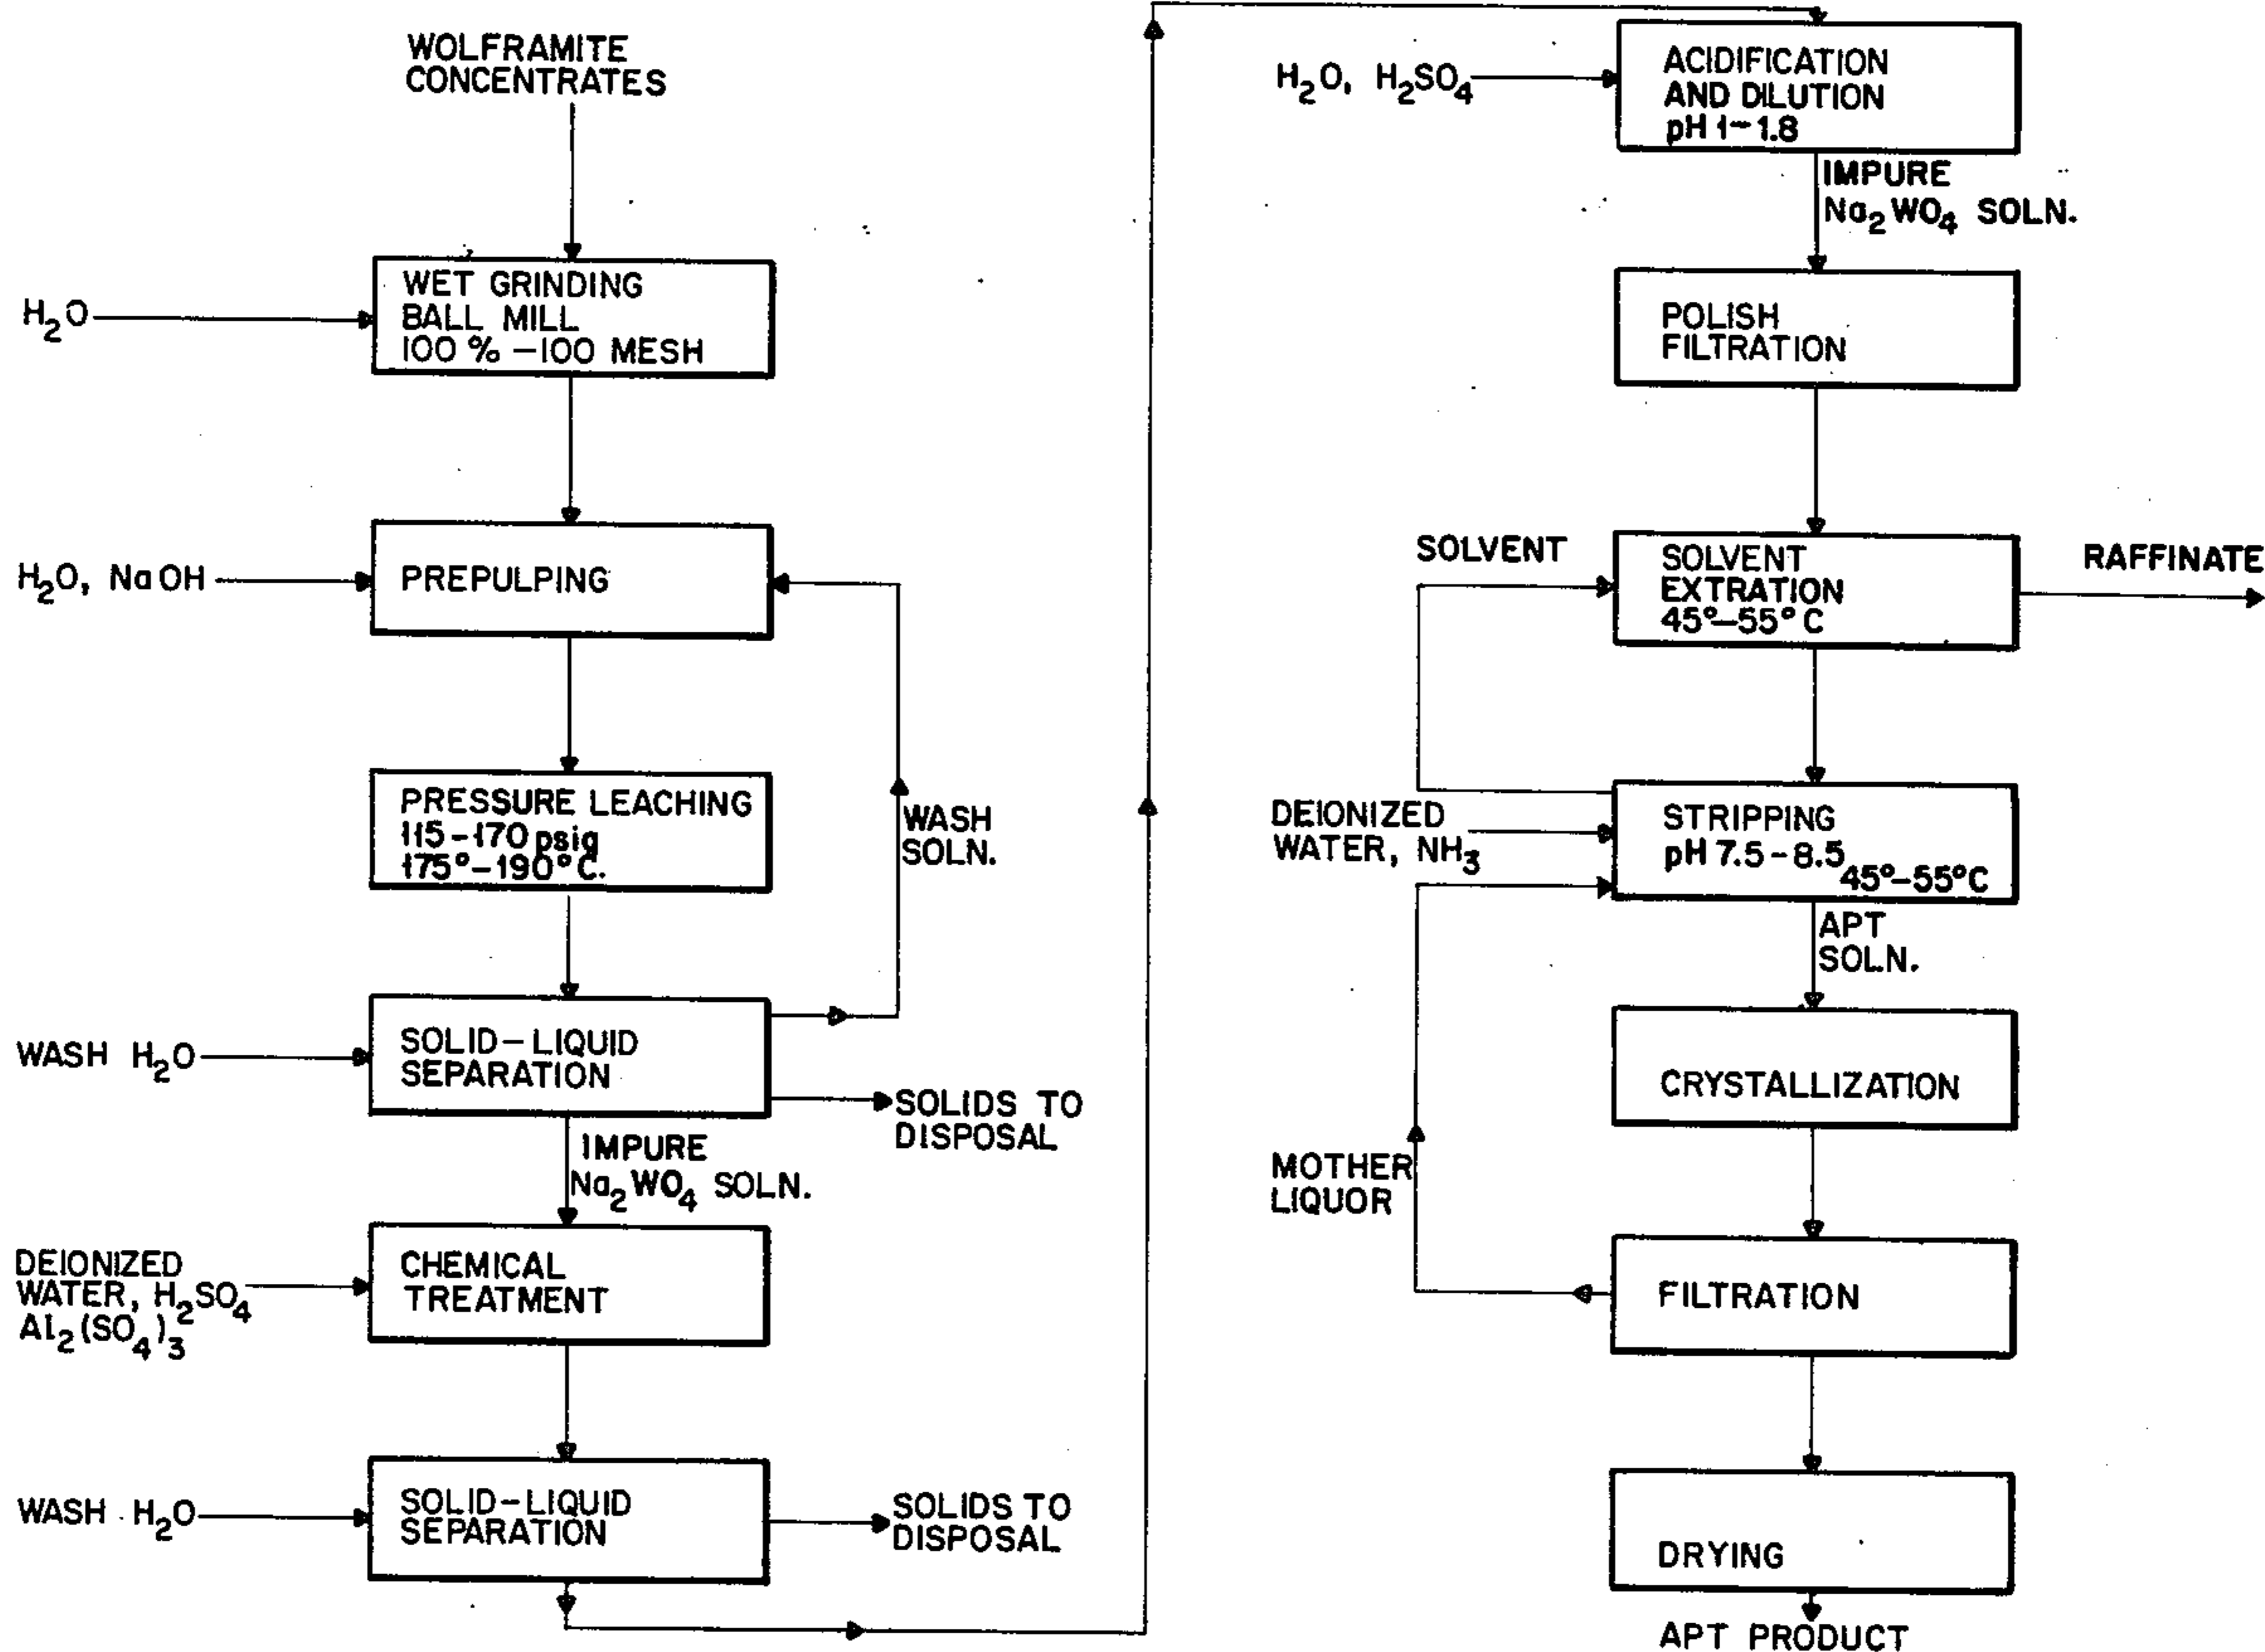 WOLFRAMITE
CONCENTRATES
H₂O
WET GRINDING
BALL MILL
100 % -100 MESH
H₂O, NaOH
PREPULPING
PRESSURE LEACHING
115-170 psig
175°-190°C.
WASH
SOLN.
WASH H₂O
SOLID-LIQUID
SEPARATION
SOLIDS TO
DISPOSAL
IMPURE
Na₂WO₄ SOLN.
DEIONIZED
WATER, H₂SO₄
Al₂(SO₄)₃
CHEMICAL
TREATMENT
WASH H₂O
SOLID-LIQUID
SEPARATION
SOLIDS TO
DISPOSAL
H₂O, H₂SO₄
ACIDIFICATION
AND DILUTION
pH 1-1.8
IMPURE
Na₂WO₄ SOLN.
POLISH
FILTRATION
SOLVENT
SOLVENT
EXTRATION
45°-55°C
RAFFINATE
DEIONIZED
WATER, NH₃
STRIPPING
pH 7.5-8.5
45°-55°C
APT
SOLN.
CRYSTALLIZATION
MOTHER
LIQUOR
FILTRATION
DRYING
APT PRODUCT